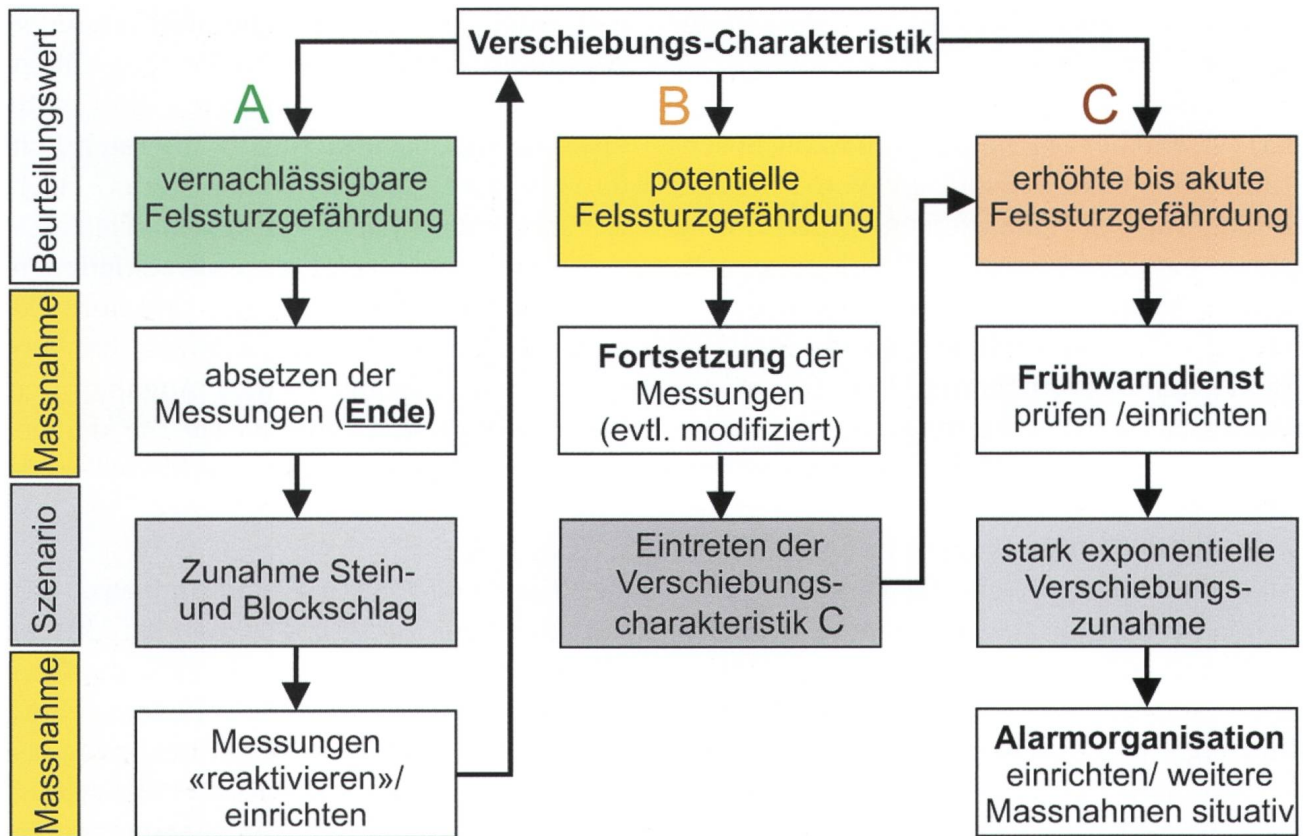 Verschiebungs-Charakteristik
Beurteilungswert
A
B
C
vernachlässigbare
Felssturzgefährdung
potentielle
Felssturzgefährdung
erhöhte bis akute
Felssturzgefährdung
Massnahme
absetzen der
Messungen (Ende)
Fortsetzung der
Messungen
(evtl. modifiziert)
Frühwarndienst
prüfen /einrichten
Szenario
Zunahme Stein-
und Blockschlag
Eintreten der
Verschiebungs-
charakteristik C
stark exponentielle
Verschiebungs-
zunahme
Massnahme
Messungen
«reaktivieren»/
einrichten
Alarmorganisation
einrichten/ weitere
Massnahmen situativ